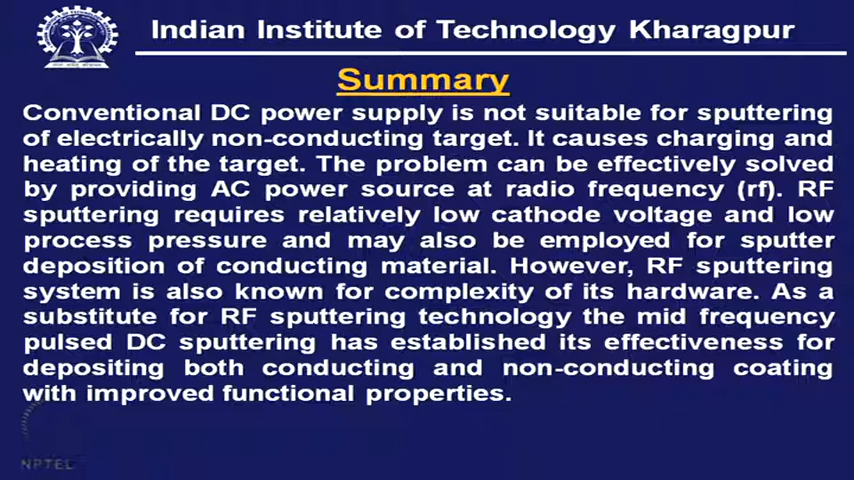 Indian Institute of Technology Kharagpur
Summary
Conventional DC power supply is not suitable for sputtering
of electrically non-conducting target. It causes charging and
heating of the target. The problem can be effectively solved
by providing AC power source at radio frequency (rf). RF
sputtering requires relatively low cathode voltage and low
process pressure and may also be employed for sputter
deposition of conducting material. However, RF sputtering
system is also known for complexity of its hardware. As a
substitute for RF sputtering technology the mid frequency
pulsed DC sputtering has established its effectiveness for
depositing both conducting and non-conducting coating
with improved functional properties.
NPTEL